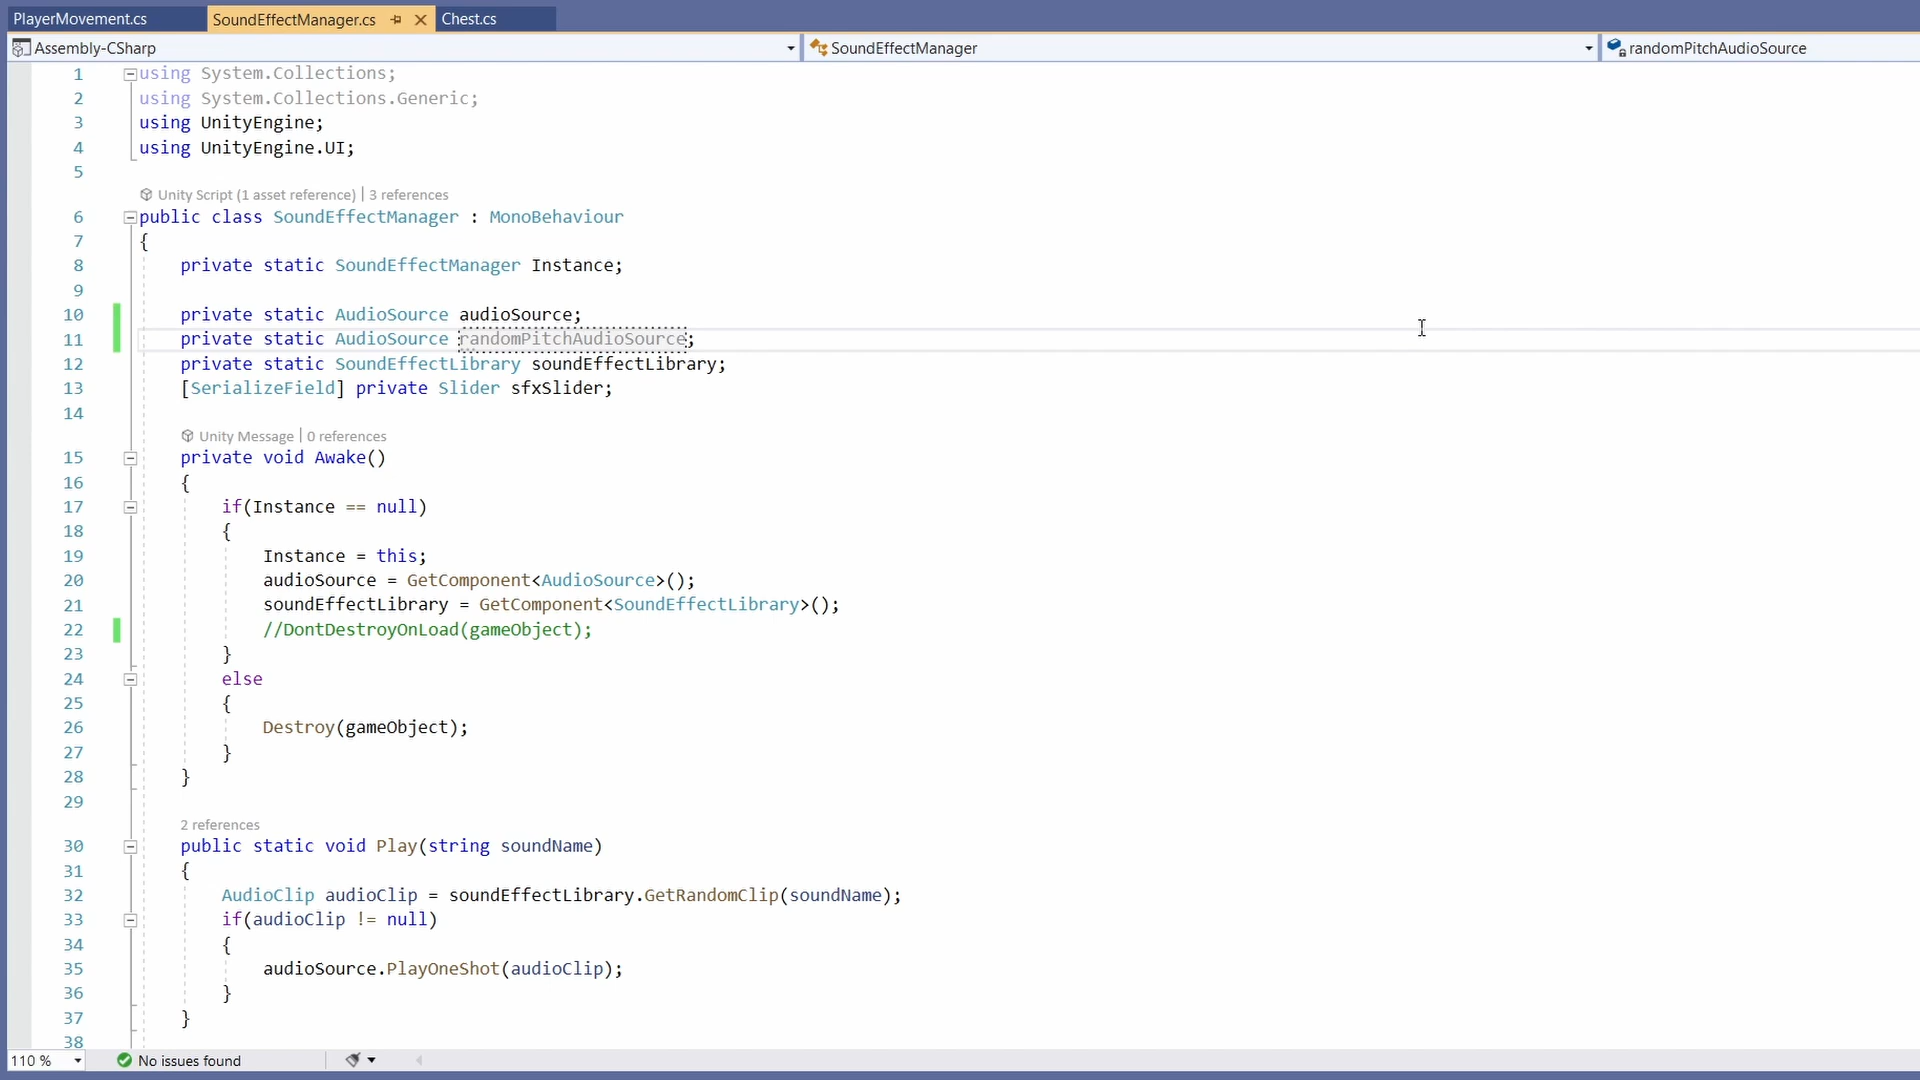 PlayerMovement.cs SoundEffectManager.cs Chest.cs
Assembly-CSharp SoundEffectManager randomPitchAudioSource
1 using System.Collections;
2 using System.Collections.Generic;
3 using UnityEngine;
4 using UnityEngine.UI;
5
Unity Script (1 asset reference) | 3 references
6 public class SoundEffectManager : MonoBehaviour
7 {
8 private static SoundEffectManager Instance;
9
10 private static AudioSource audioSource;
11 private static AudioSource randomPitchAudioSource;
12 private static SoundEffectLibrary soundEffectLibrary;
13 [SerializeField] private Slider sfxSlider;
14
Unity Message | 0 references
15 private void Awake()
16 {
17 if(Instance == null)
18 {
19 Instance = this;
20 audioSource = GetComponent<AudioSource>();
21 soundEffectLibrary = GetComponent<SoundEffectLibrary>();
22 //DontDestroyOnLoad(gameObject);
23 }
24 else
25 {
26 Destroy(gameObject);
27 }
28 }
29
2 references
30 public static void Play(string soundName)
31 {
32 AudioClip audioClip = soundEffectLibrary.GetRandomClip(soundName);
33 if(audioClip != null)
34 {
35 audioSource.PlayOneShot(audioClip);
36 }
37 }
38
110 % No issues found